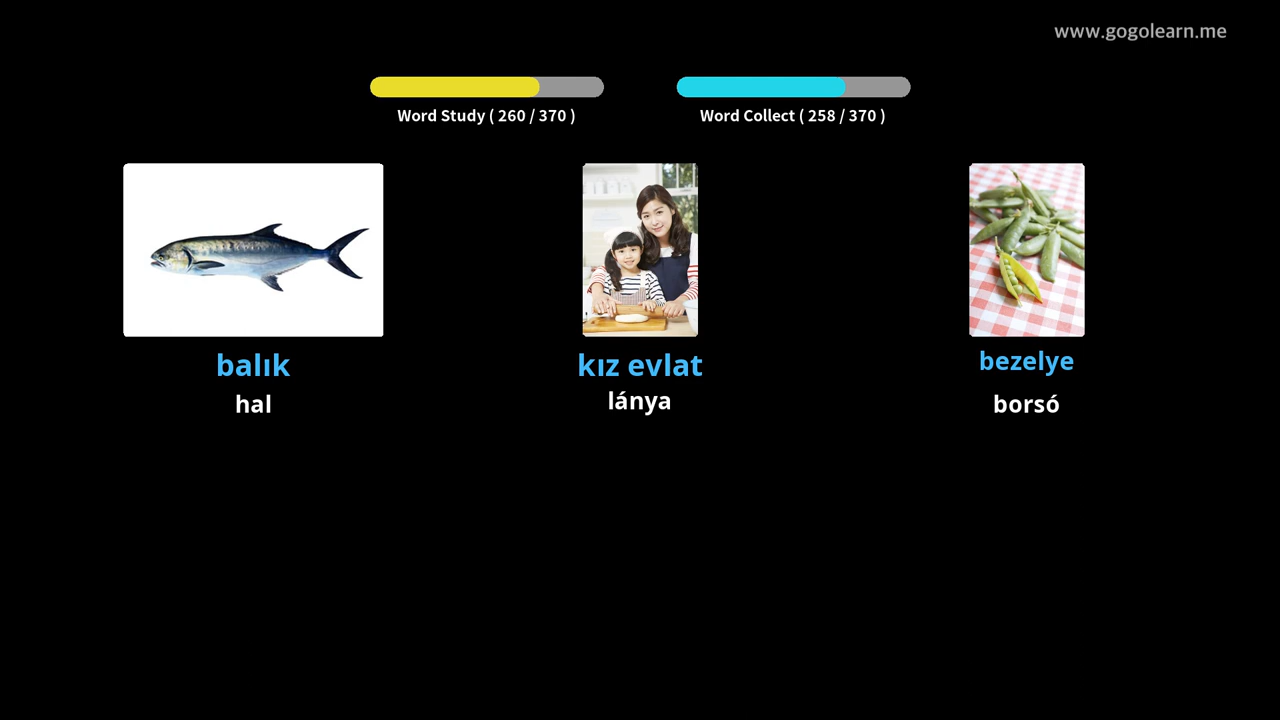 www.gogolearn.me
Word Study ( 260 / 370 )
Word Collect ( 258 / 370 )
balık
kız evlat
bezelye
hal
lánya
borsó